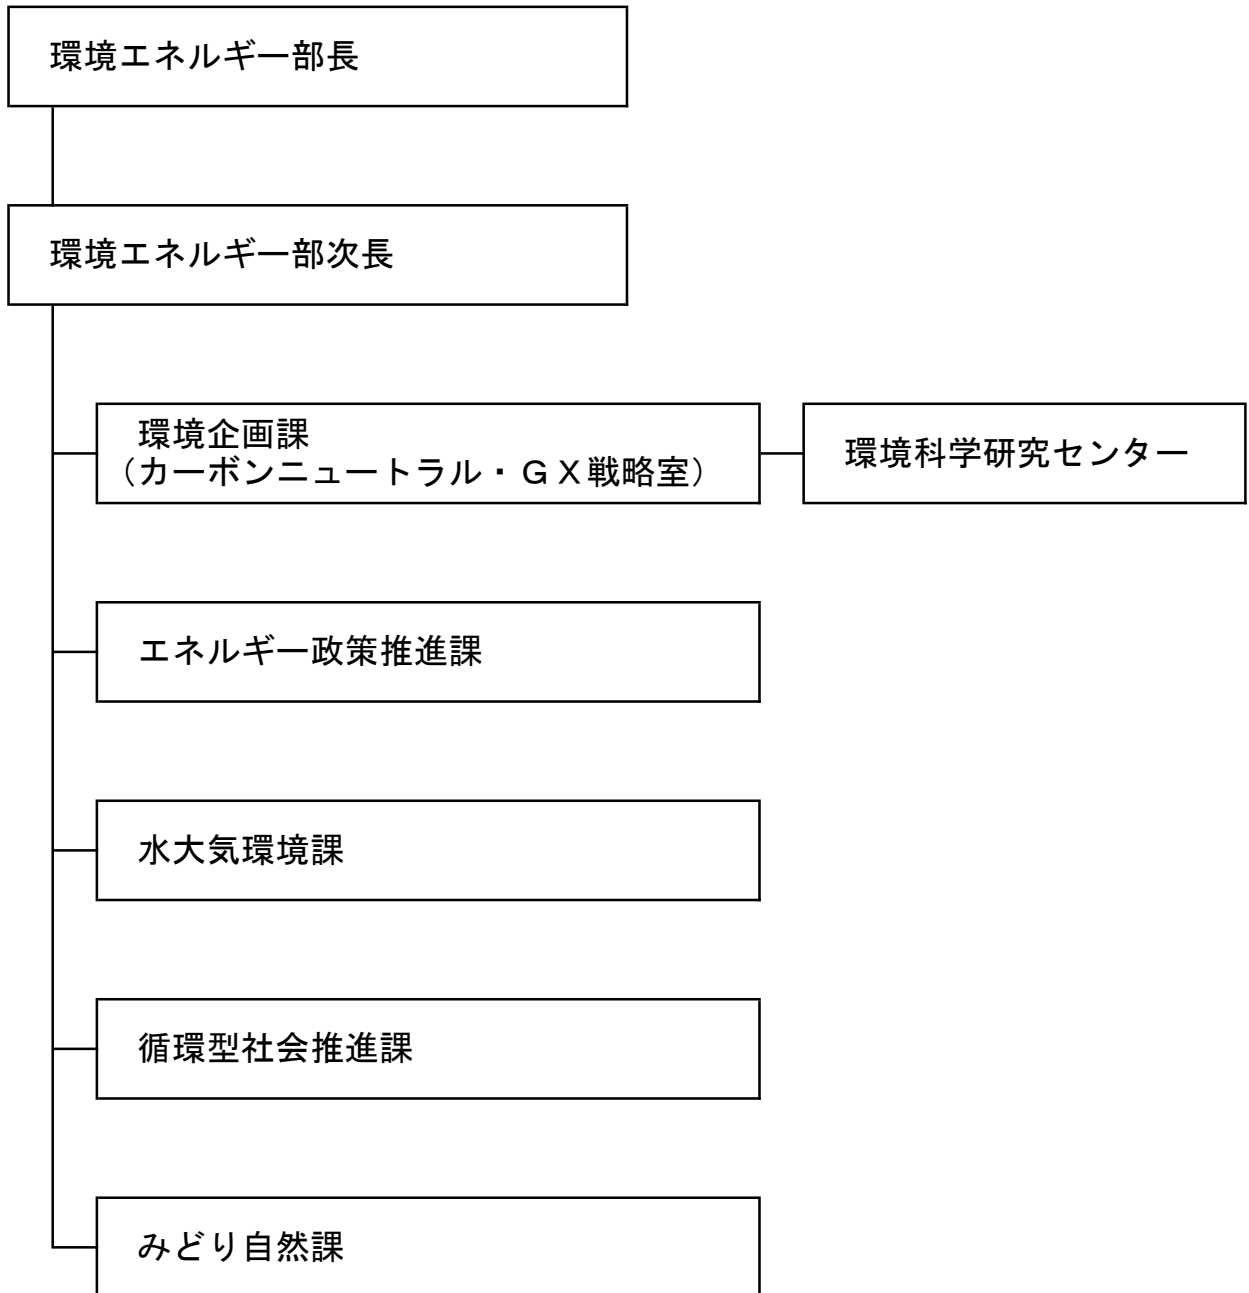 環境エネルギー部長
環境エネルギー部次長
環境企画課
（カーボンニュートラル・ＧＸ戦略室）
環境科学研究センター
エネルギー政策推進課
水大気環境課
循環型社会推進課
みどり自然課